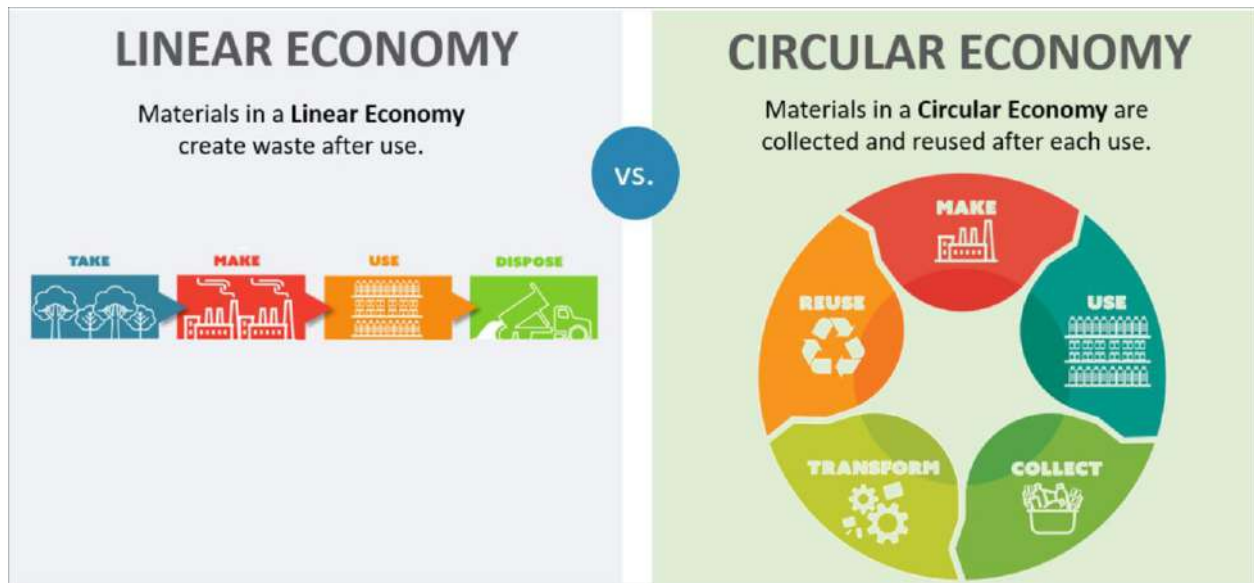 LINEAR ECONOMY
Materials in a Linear Economy
create waste after use.
TAKE
MAKE
USE
DISPOSE
vs.
CIRCULAR ECONOMY
Materials in a Circular Economy are
collected and reused after each use.
MAKE
USE
COLLECT
TRANSFORM
REUSE